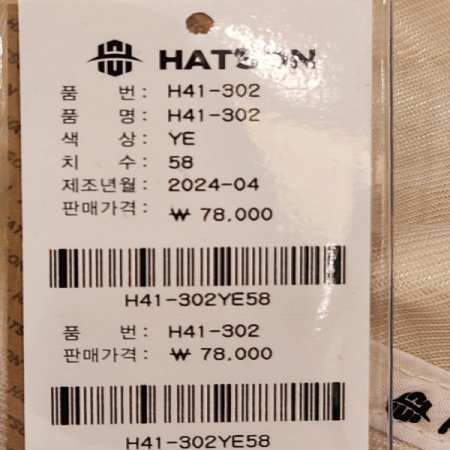 HATSON
품 번: H41-302
품 명: H41-302
색 상: YE
치 수: 58
제조년월: 2024-04
판매가격: ₩ 78,000
H41-302YE58
품 번: H41-302
판매가격: ₩ 78,000
H41-302YE58